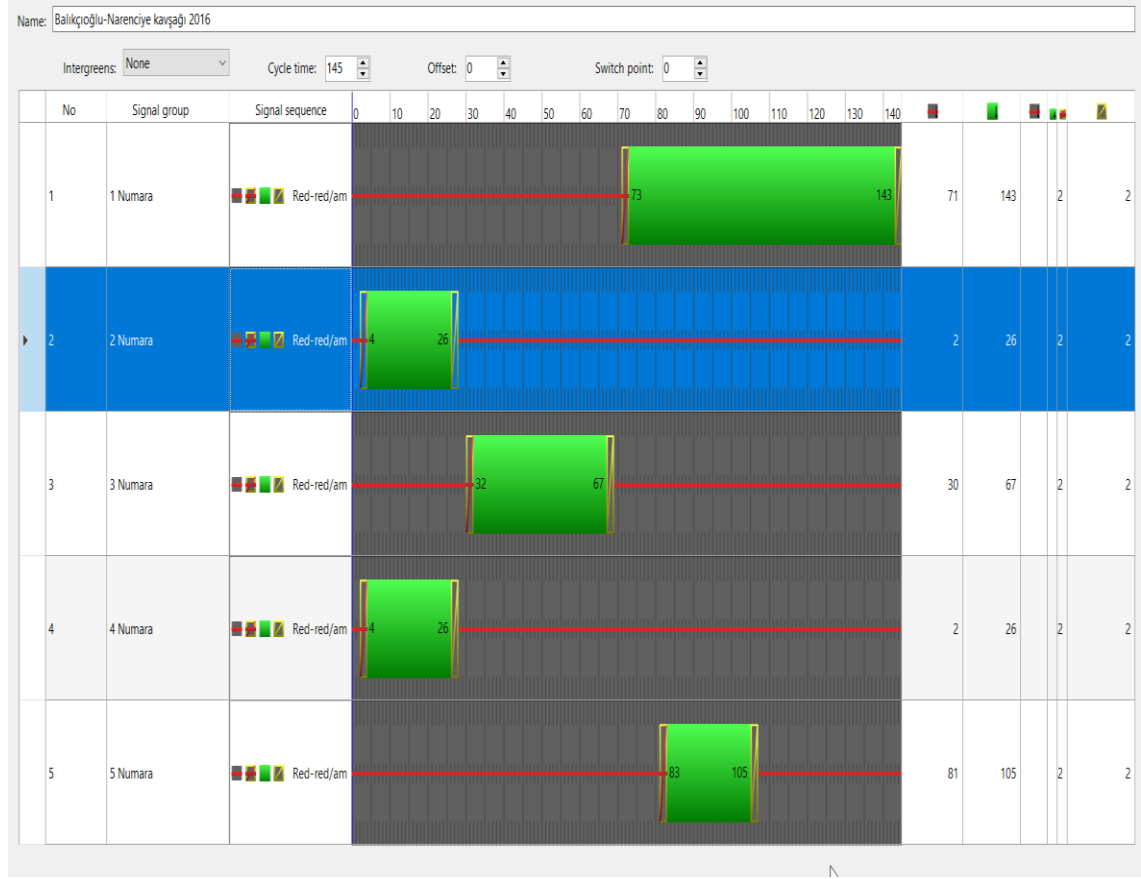 Name: Balıkçıoğlu-Narenciye kavşağı 2016
Intergreens: None Cycle time: 145 Offset: 0 Switch point: 0
No Signal group Signal sequence 0 10 20 30 40 50 60 70 80 90 100 110 120 130 140
1 1 Numara Red-red/am 73 143 71 143 2 2
2 2 Numara Red-red/am 4 26 2 26 2 2
3 3 Numara Red-red/am 32 67 30 67 2 2
4 4 Numara Red-red/am 4 26 2 26 2 2
5 5 Numara Red-red/am 83 105 81 105 2 2